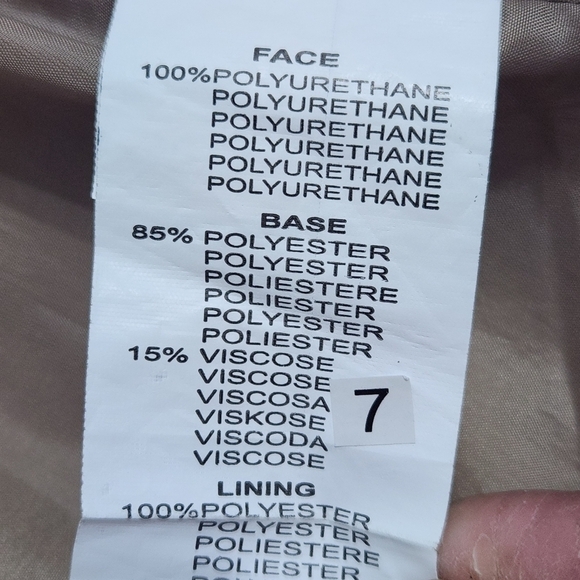 FACE
100%POLYURETHANE
POLYURETHANE
POLYURETHANE
POLYURETHANE
POLYURETHANE
POLYURETHANE
BASE
85% POLYESTER
POLYESTER
POLIESTERE
POLIESTER
POLYESTER
POLIESTER
15% VISCOSE
VISCOSE
VISCOSA
VISKOSE
VISCODA
VISCOSE
7
LINING
100%POLYESTER
POLYESTER
POLIESTERE
POLIESTER